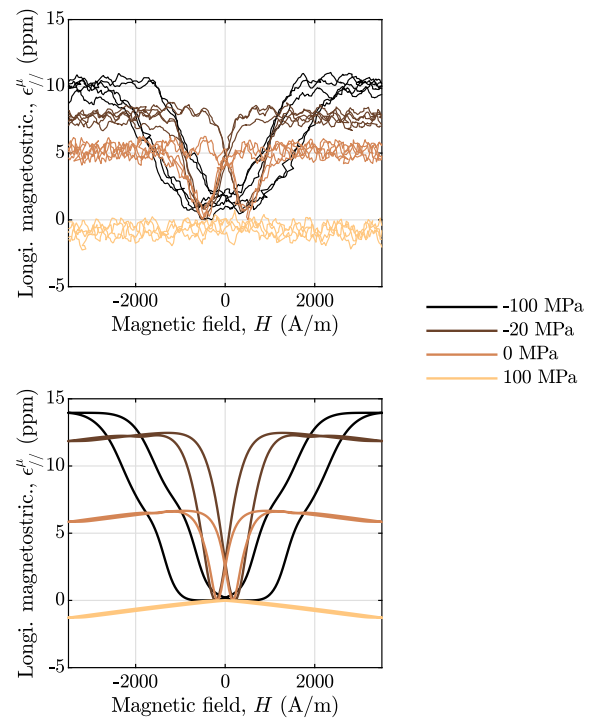 15
10
5
0
-5
Longi. magnetostric., ϵ^μ_// (ppm)
-2000 0 2000
Magnetic field, H (A/m)
-100 MPa
-20 MPa
0 MPa
100 MPa
15
10
5
0
-5
Longi. magnetostric., ϵ^μ_// (ppm)
-2000 0 2000
Magnetic field, H (A/m)